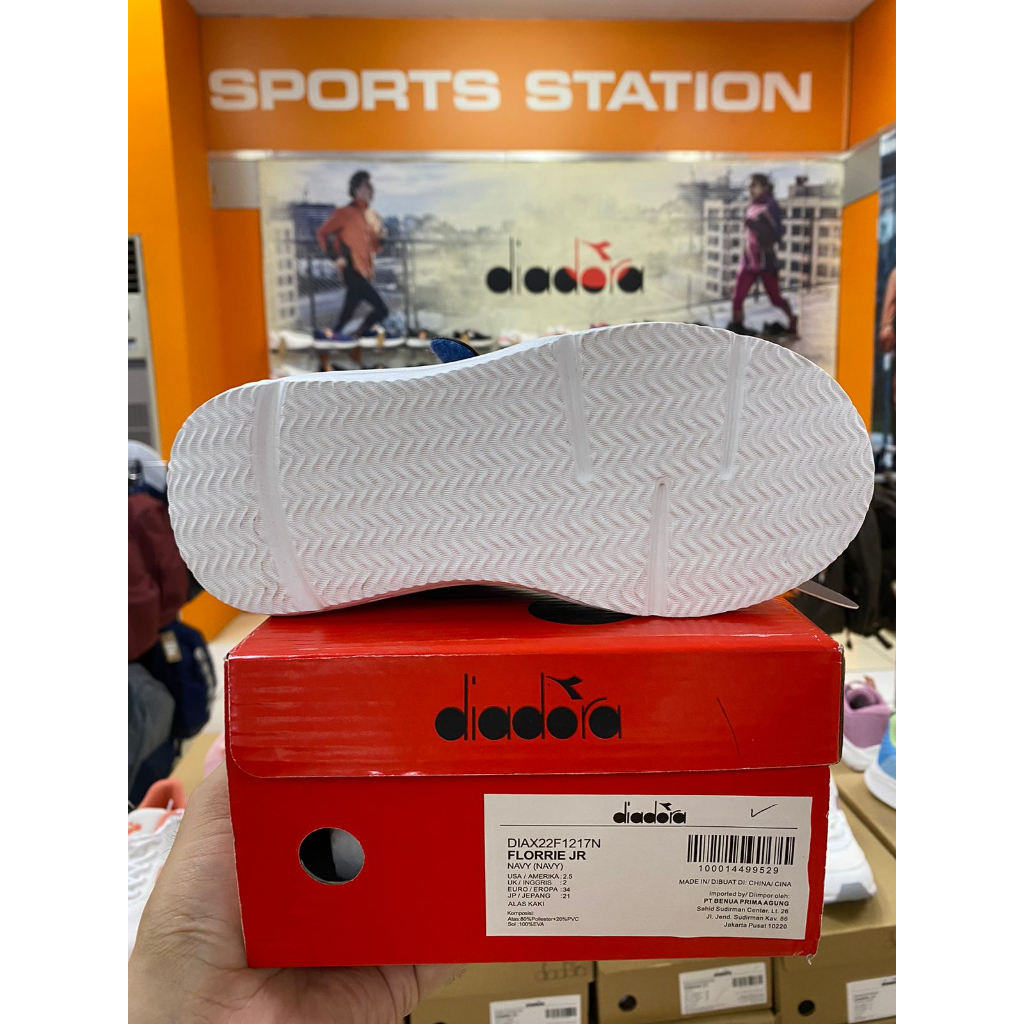 SPORTS STATION
diadora
diadora
diadora
DIAX22F1217N
FLORRIE JR
NAVY (NAVY)
USA / AMERIKA : 2.5
UK / INGGRIS : 2
EURO / EROPA : 34
JP / JEPANG : 21
ALAS KAKI
Komposisi:
Atas :80%Poliester+20%PVC
Sol :100%EVA
100014499529
MADE IN/ DIBUAT DI: CHINA/ CINA
Imported by/ Diimpor oleh:
PT BENUA PRIMA AGUNG
Sahid Sudirman Center, Lt. 26
Jl. Jend. Sudirman Kav. 86
Jakarta Pusat 10220
diadora